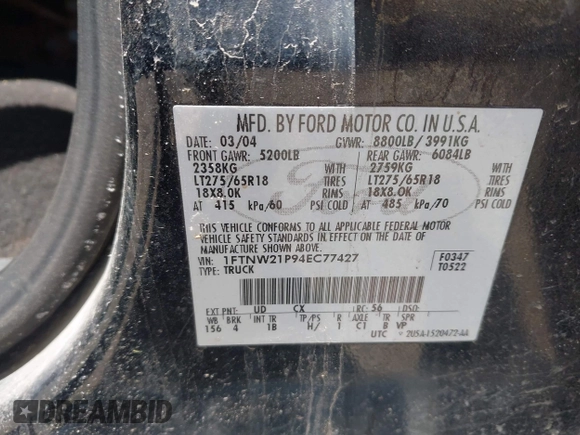 MFD. BY FORD MOTOR CO. IN U.S.A.
DATE: 03/04 GVWR: 8800LB/ 3991KG
FRONT GAWR: 5200LB REAR GAWR: 6084LB
2358KG WITH 2759KG WITH
LT275/65R18 TIRES LT275/65R18 TIRES
18X8.0K RIMS 18X8.0K RIMS
AT 415 kPa/60 PSI COLD AT 485 kPa/70 PSI COLD
THIS VEHICLE CONFORMS TO ALL APPLICABLE FEDERAL MOTOR
VEHICLE SAFETY STANDARDS IN EFFECT ON THE DATE OF
MANUFACTURE SHOWN ABOVE.
VIN: 1FTNW21P94EC77427 F0347
TYPE: TRUCK T0522
EXT PNT: UD CX RC: 56 DSO:
WB BRK INT TR TP/PS R AXLE TR SPR
156 4 1B H/ 1 C1 B VP
UTC 2U5A-1520472-AA
Ford
DREAMBID